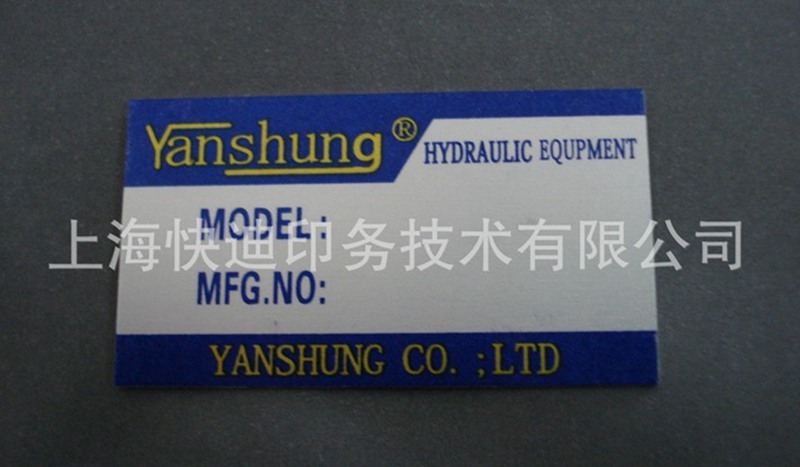 Yanshung®
HYDRAULIC EQUPMENT
MODEL:
上海快迪印务技术有限公司
MFG.NO:
YANSHUNG CO. ;LTD